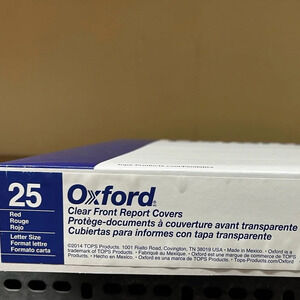 25
Red
Rouge
Rojo
Letter Size
Format lettre
Formato carta
Oxford®
Clear Front Report Covers
Protège-documents à couverture avant transparente
Cubiertas para informes con tapa transparente
©2014 TOPS Products, 1001 Rialto Road, Covington, TN 38019 USA • Made in Mexico. • Oxford is a
trademark of TOPS Products. • Fabriqué au Mexique. • Oxford est une marque de commerce de TOPS
Products. • Hecho en México. • Oxford es una marca de TOPS Products. • Tops-Products.com/Oxford